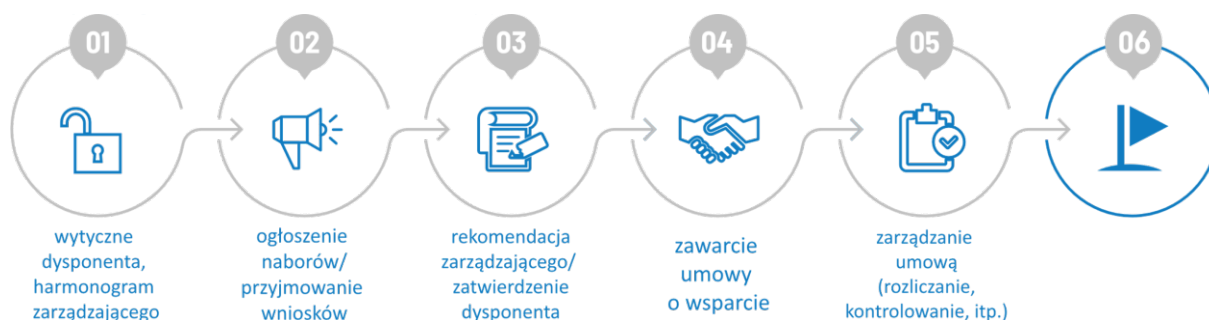 01
02
03
04
05
06
wytyczne
dysponenta,
harmonogram
zarządzającego
ogłoszenie
naborów/
przyjmowanie
wniosków
rekomendacja
zarządzającego/
zatwierdzenie
dysponenta
zawarcie
umowy
o wsparcie
zarządzanie
umową
(rozliczanie,
kontrolowanie, itp.)